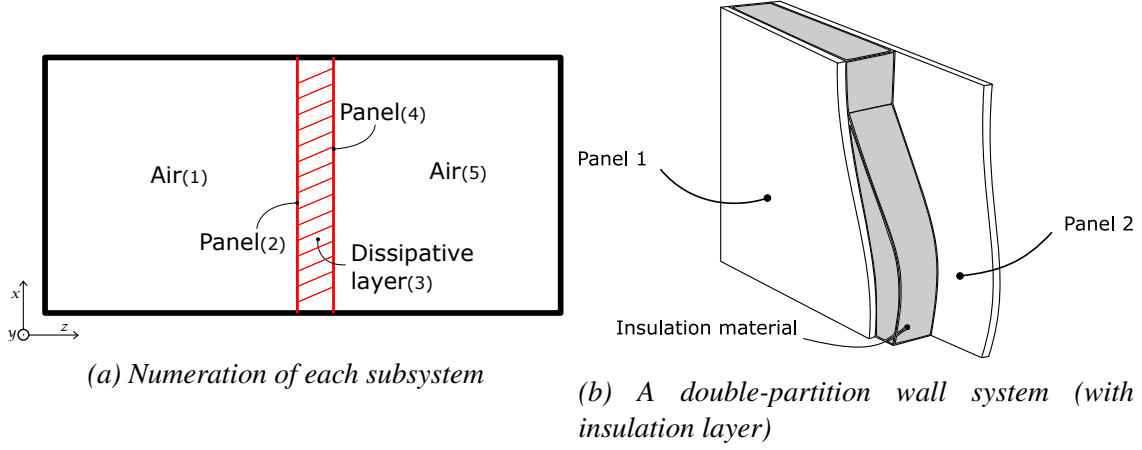 Air(1)
Panel(2)
Dissipative
layer(3)
Panel(4)
Air(5)
x
y
z
(a) Numeration of each subsystem
Panel 1
Panel 2
Insulation material
(b) A double-partition wall system (with
insulation layer)